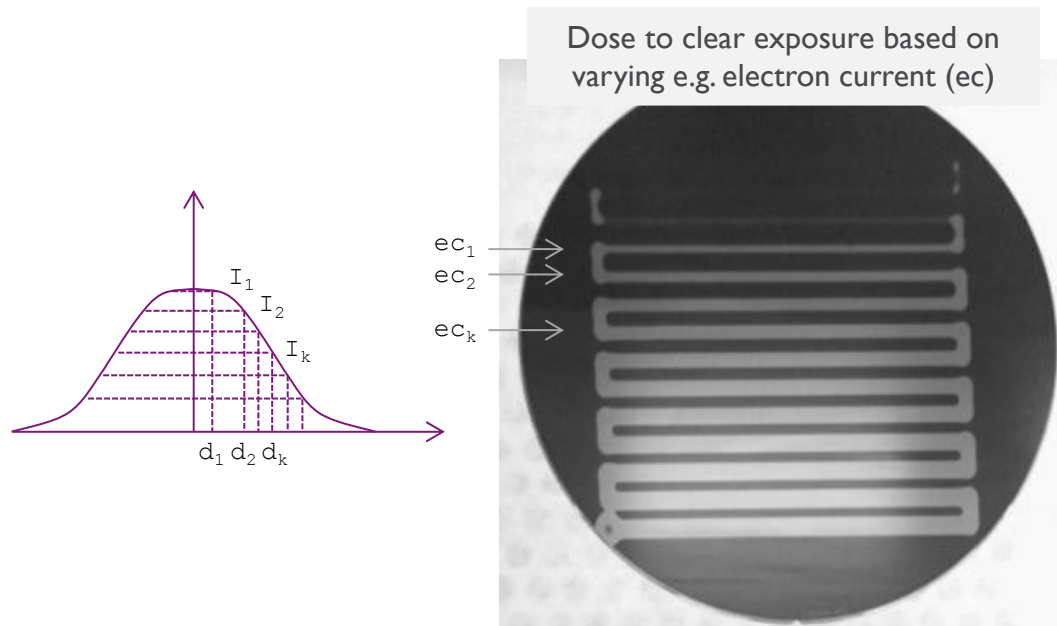 Dose to clear exposure based on
varying e.g. electron current (ec)
I₁
I₂
Iₖ
d₁ d₂ dₖ
ec₁
ec₂
ecₖ